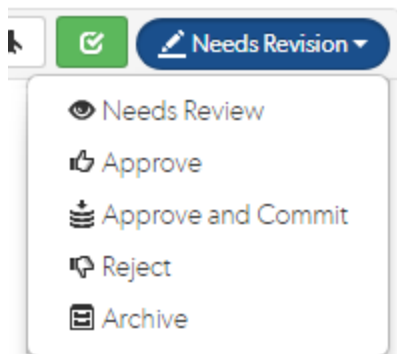 Needs Revision
Needs Review
Approve
Approve and Commit
Reject
Archive